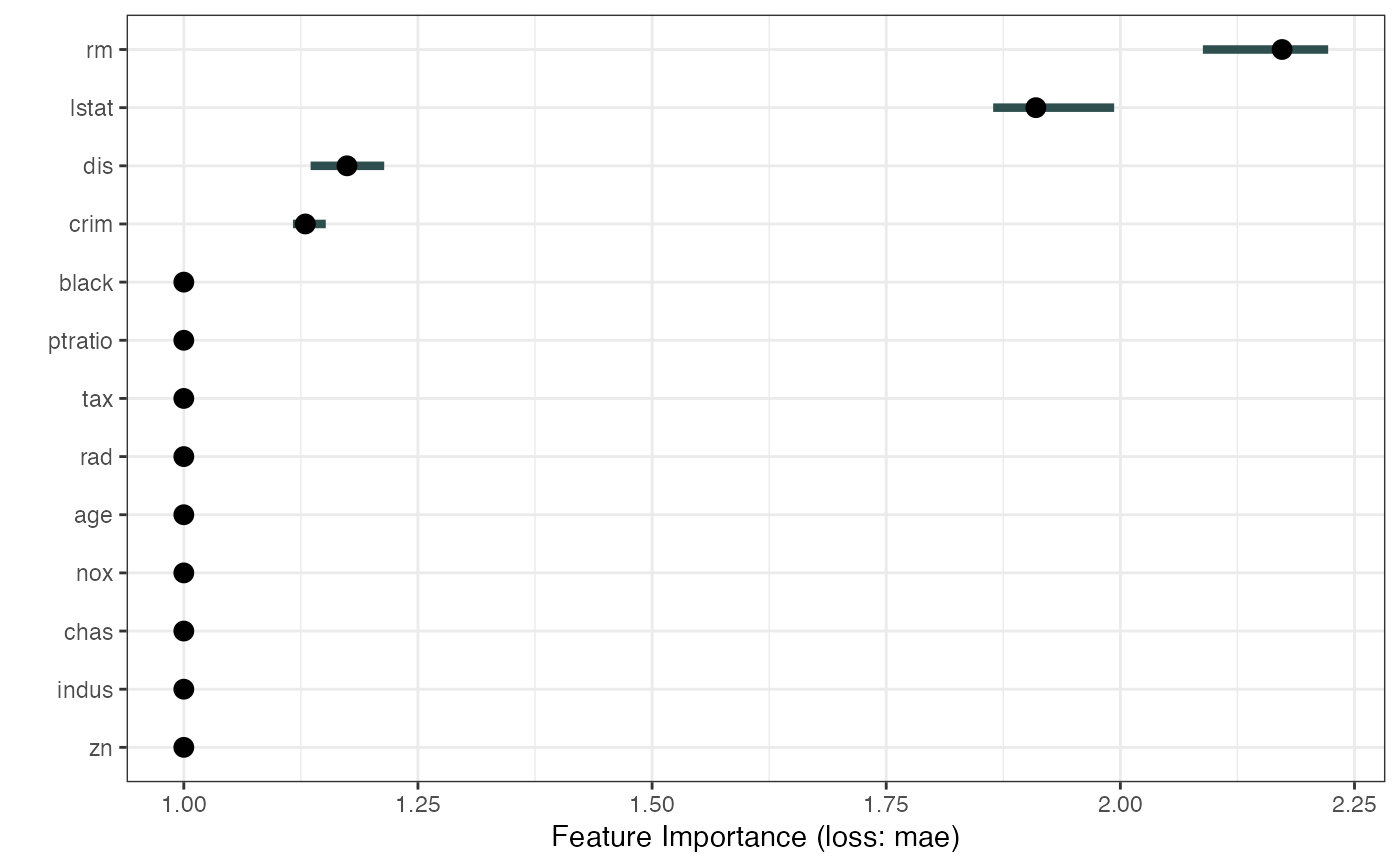 rm
lstat
dis
crim
black
ptratio
tax
rad
age
nox
chas
indus
zn
1.00 1.25 1.50 1.75 2.00 2.25
Feature Importance (loss: mae)